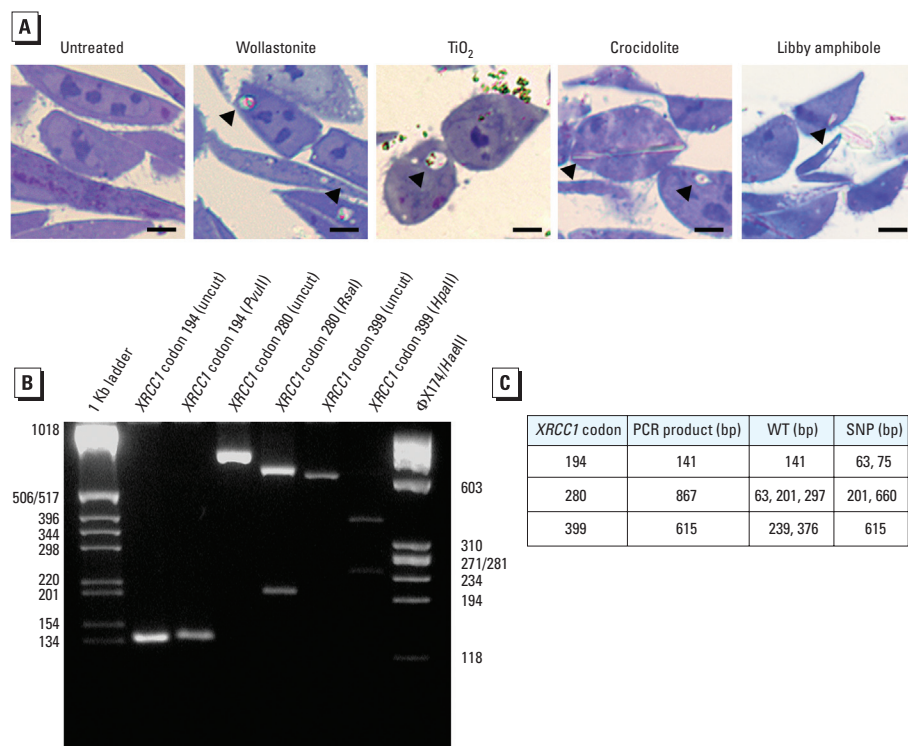 A
Untreated
Wollastonite
TiO₂
Crocidolite
Libby amphibole
B
1 Kb ladder
XRCC1 codon 194 (uncut)
XRCC1 codon 194 (PvuII)
XRCC1 codon 280 (uncut)
XRCC1 codon 280 (RsaI)
XRCC1 codon 399 (uncut)
XRCC1 codon 399 (HpaII)
ΦX174/HaeIII
1018
506/517
396
344
298
220
201
154
134
603
310
271/281
234
194
118
C
XRCC1 codon PCR product (bp) WT (bp) SNP (bp)
194 141 141 63, 75
280 867 63, 201, 297 201, 660
399 615 239, 376 615